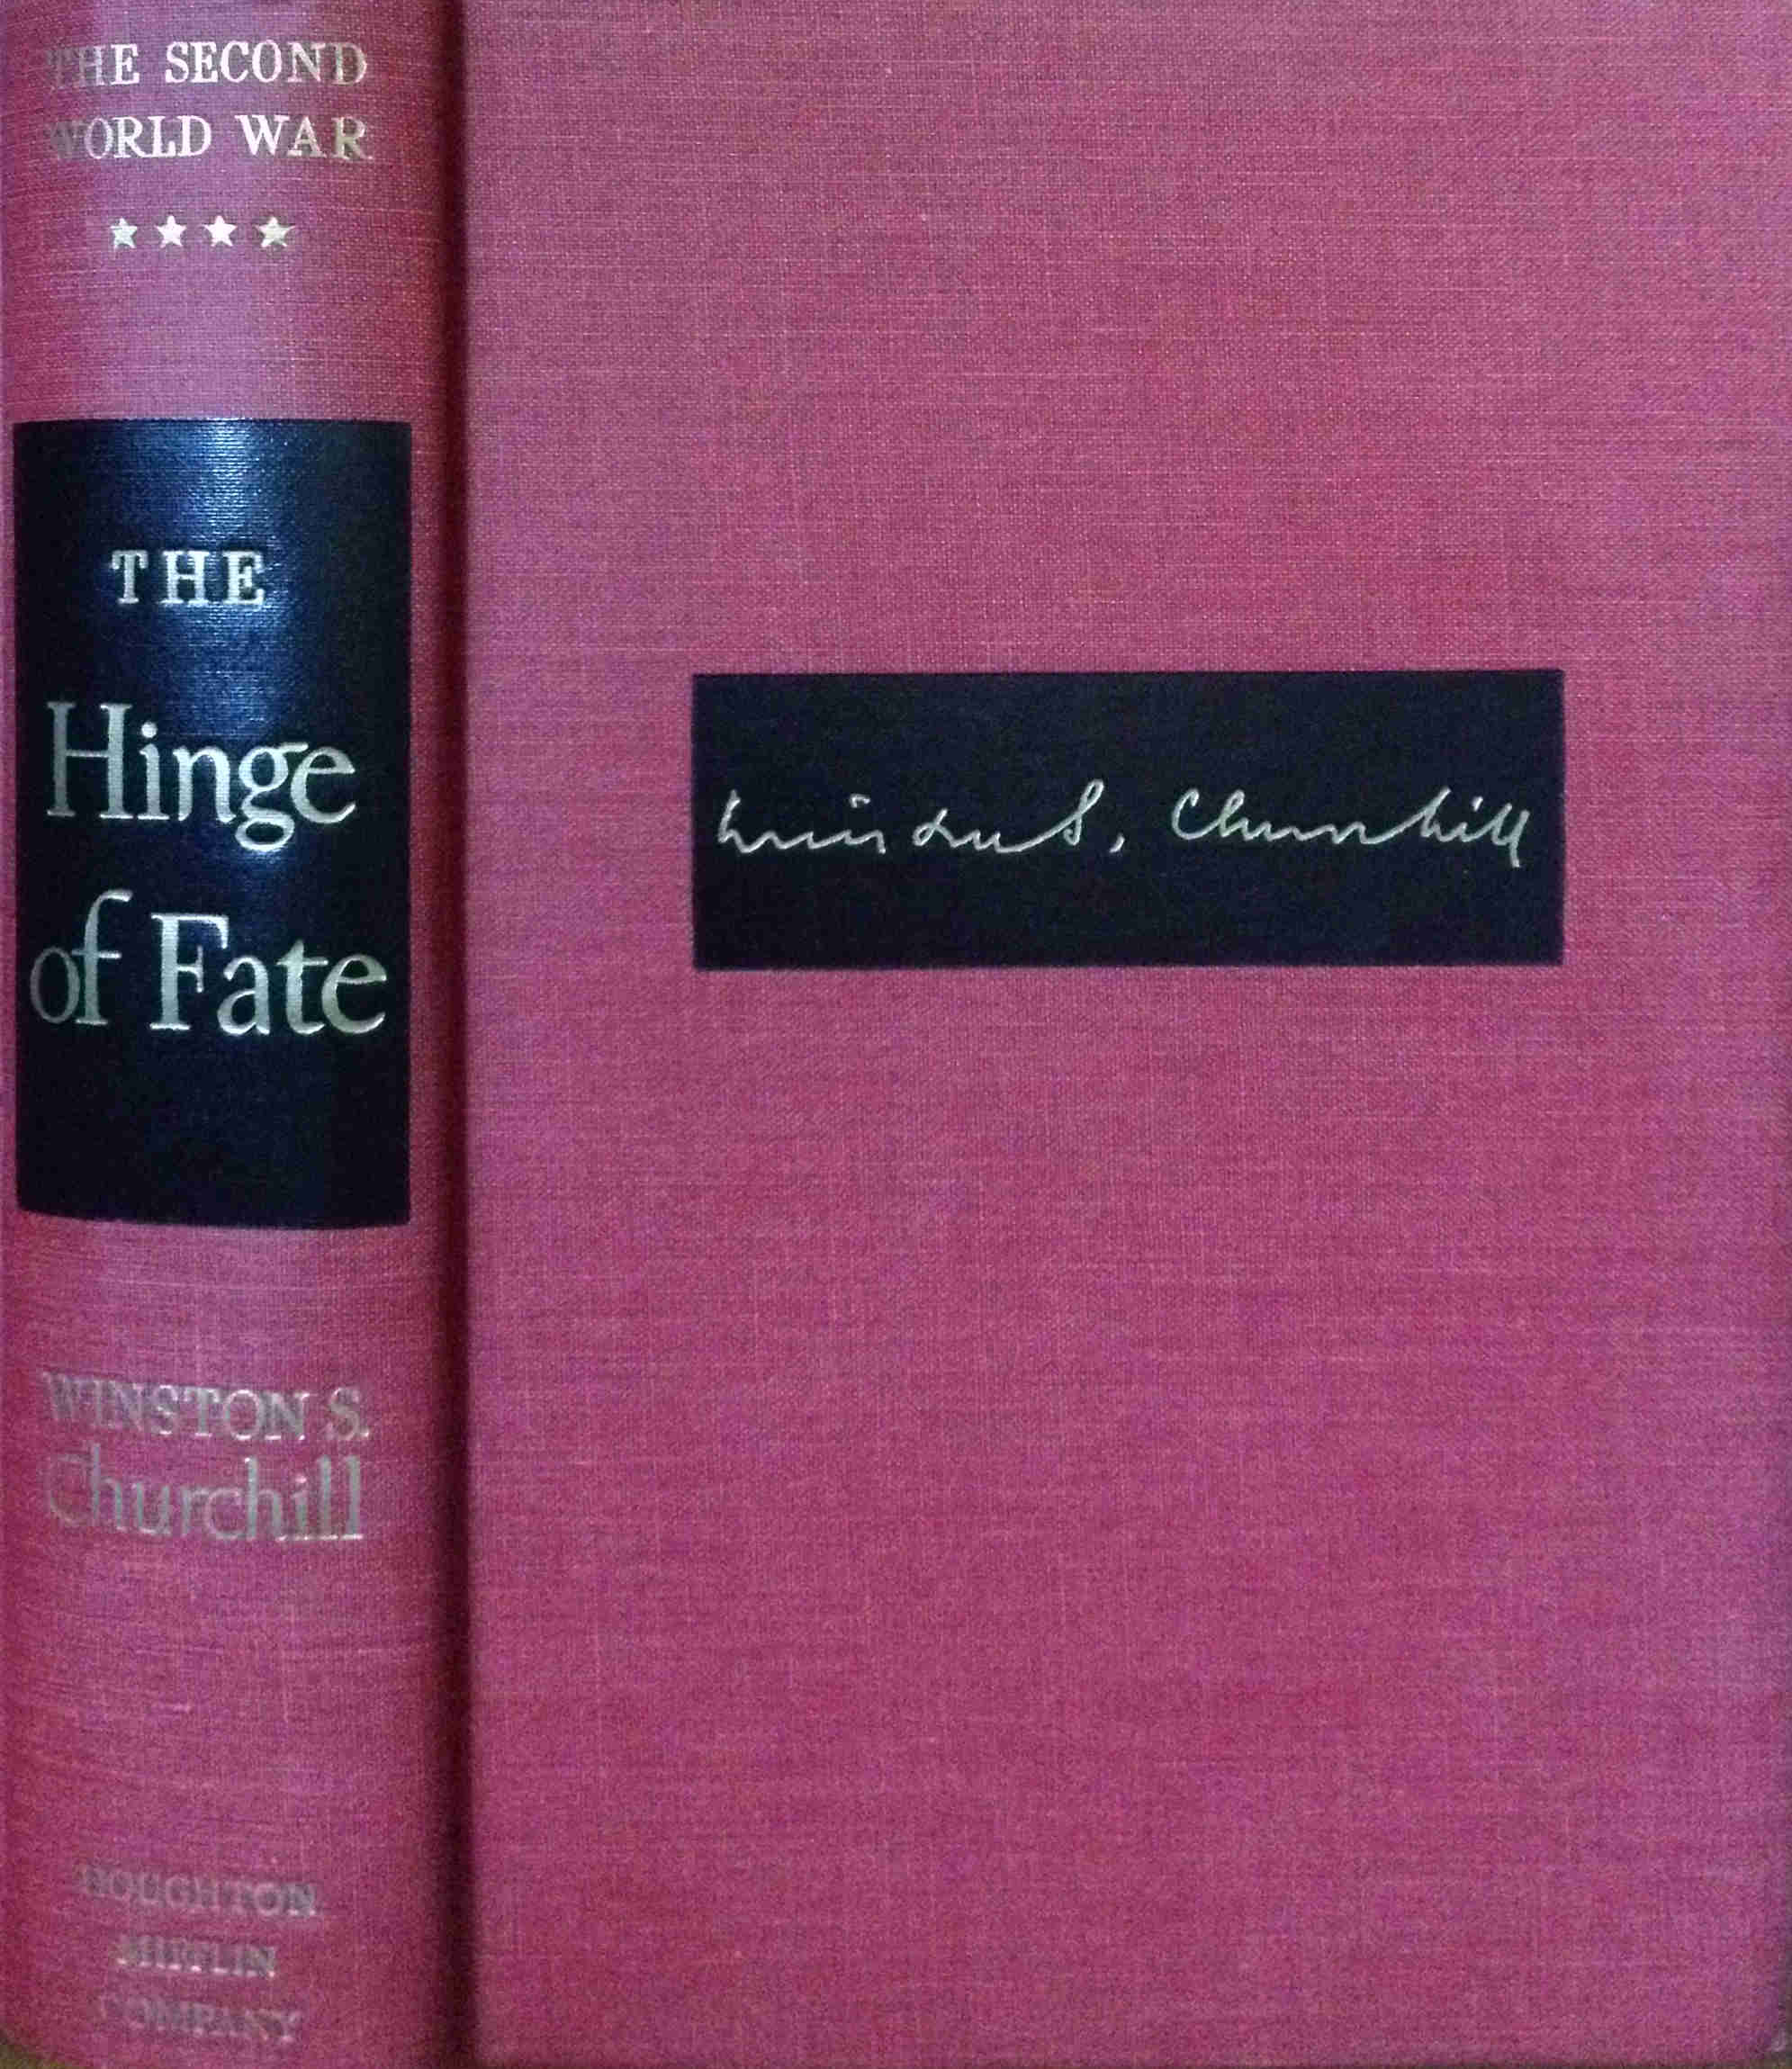 THE SECOND
WORLD WAR
THE
Hinge
of Fate
WINSTON S.
Churchill
HOUGHTON
MIFFLIN
COMPANY
Winston S. Churchill